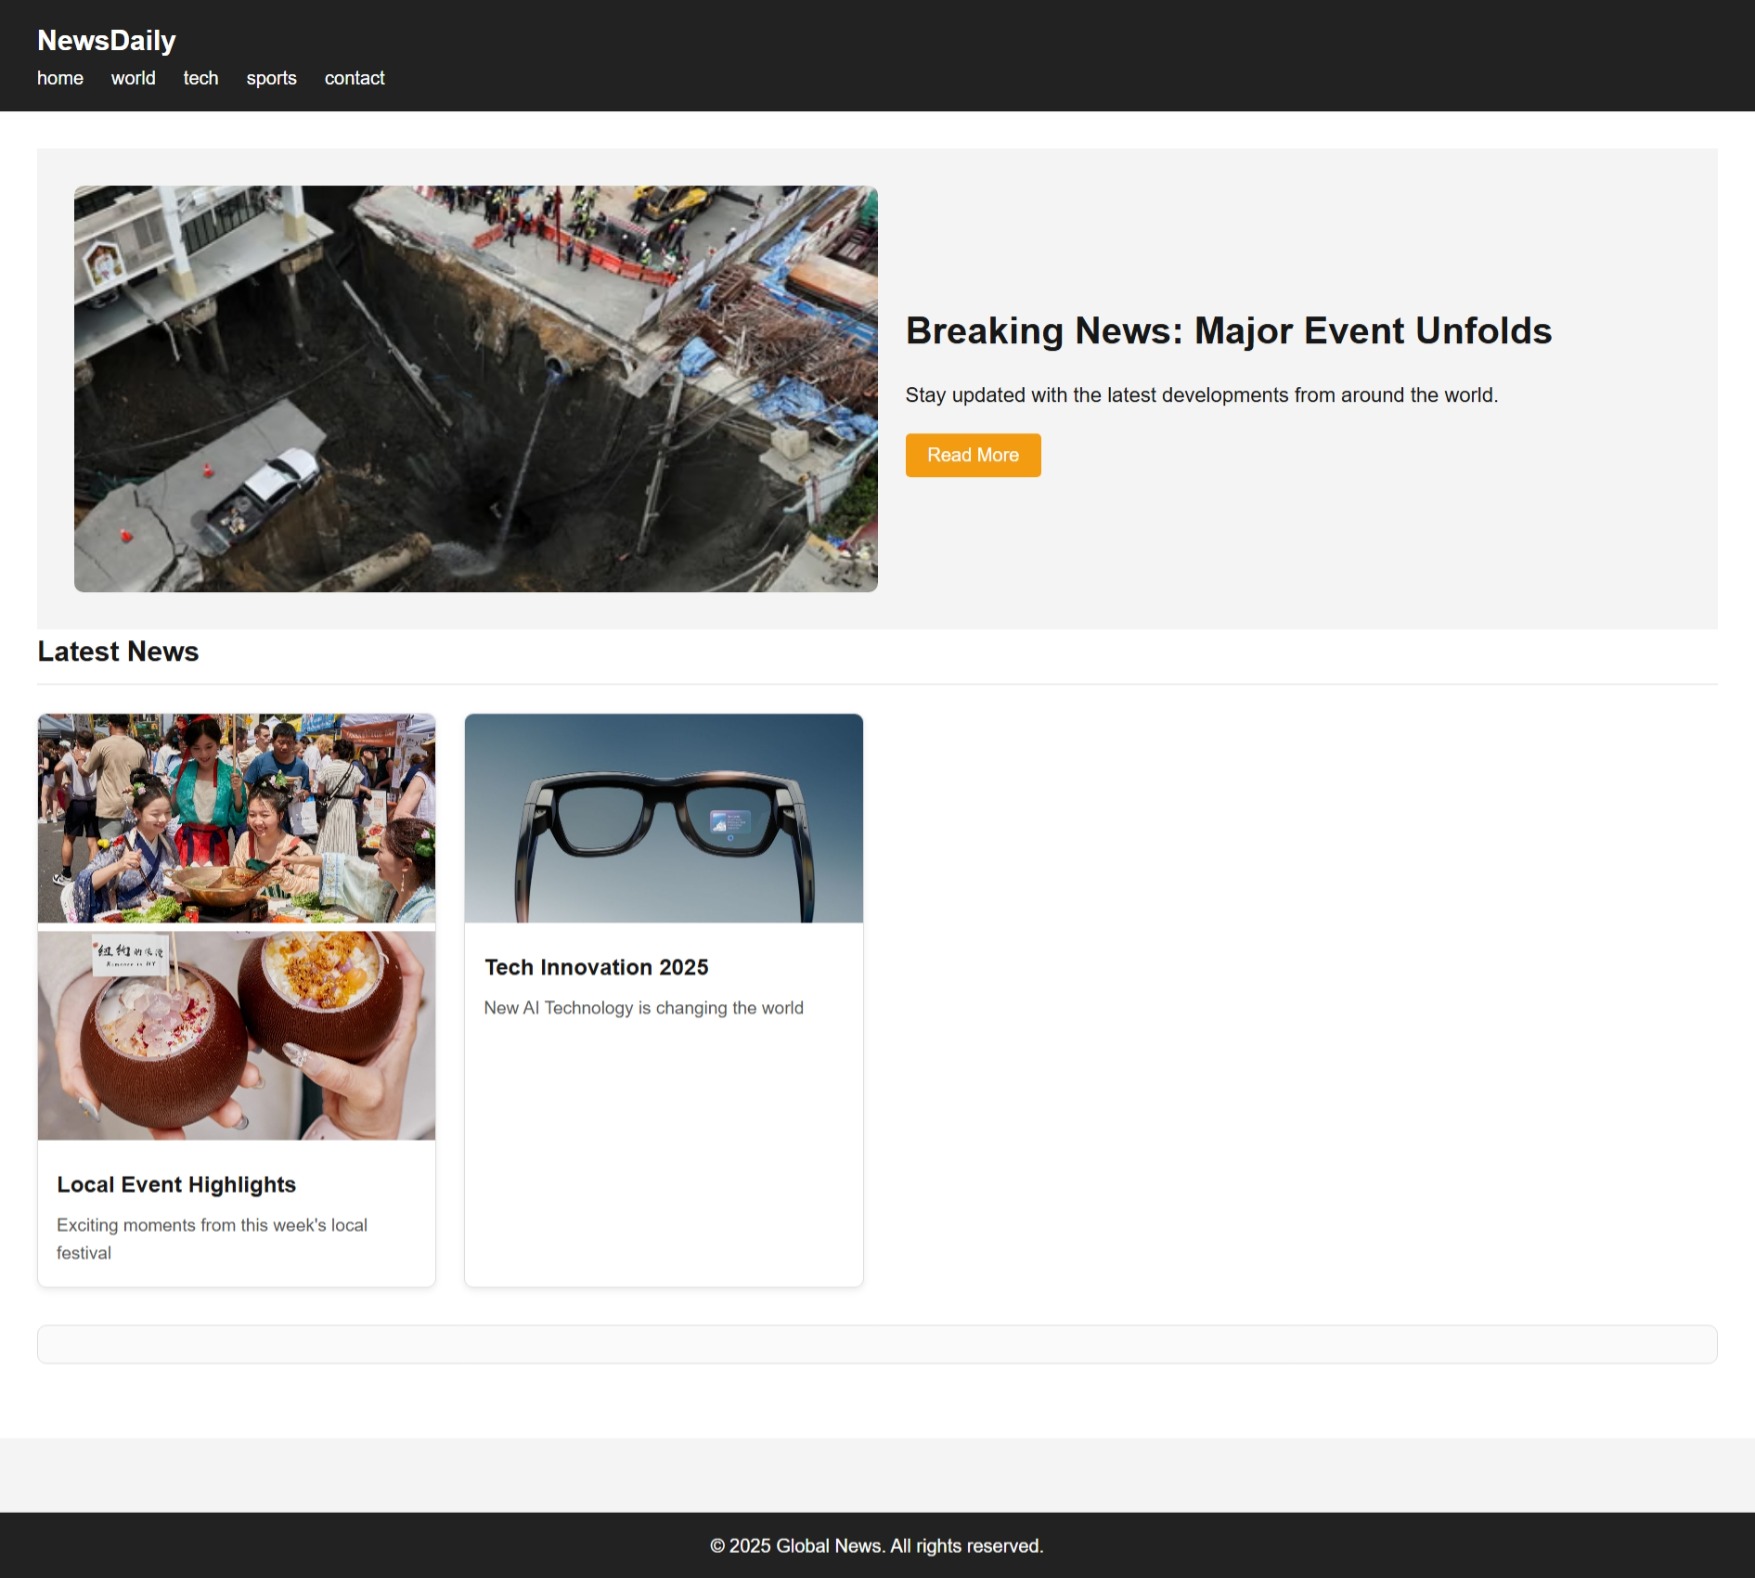 NewsDaily
home world tech sports contact
Breaking News: Major Event Unfolds
Stay updated with the latest developments from around the world.
Read More
Latest News
Local Event Highlights
Exciting moments from this week's local
festival
Tech Innovation 2025
New AI Technology is changing the world
© 2025 Global News. All rights reserved.